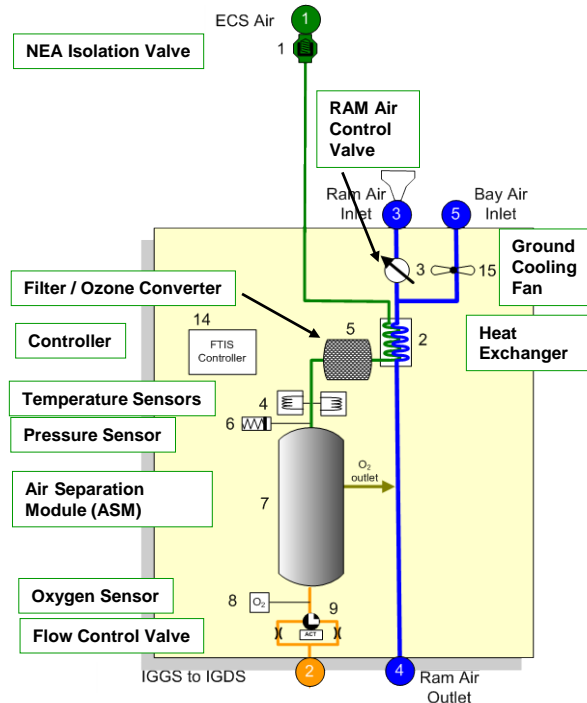 ECS Air
1
1
NEA Isolation Valve
RAM Air
Control
Valve
Ram Air
Inlet
3
5
Bay Air
Inlet
3
15
Ground
Cooling
Fan
Filter / Ozone Converter
14
5
2
Controller
FTIS
Controller
Heat
Exchanger
Temperature Sensors
4
Pressure Sensor
6
O2
outlet
Air Separation
Module (ASM)
7
Oxygen Sensor
8
O2
9
Flow Control Valve
ACT
IGGS to IGDS
2
4
Ram Air
Outlet